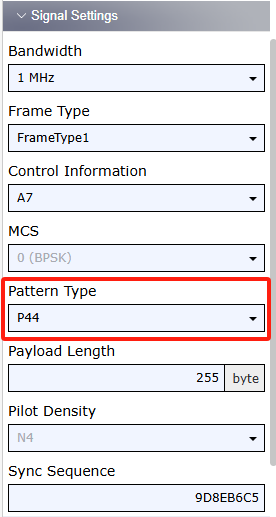 Signal Settings
Bandwidth
1 MHz
Frame Type
FrameType1
Control Information
A7
MCS
0 (BPSK)
Pattern Type
P44
Payload Length
255 byte
Pilot Density
N4
Sync Sequence
9D8EB6C5